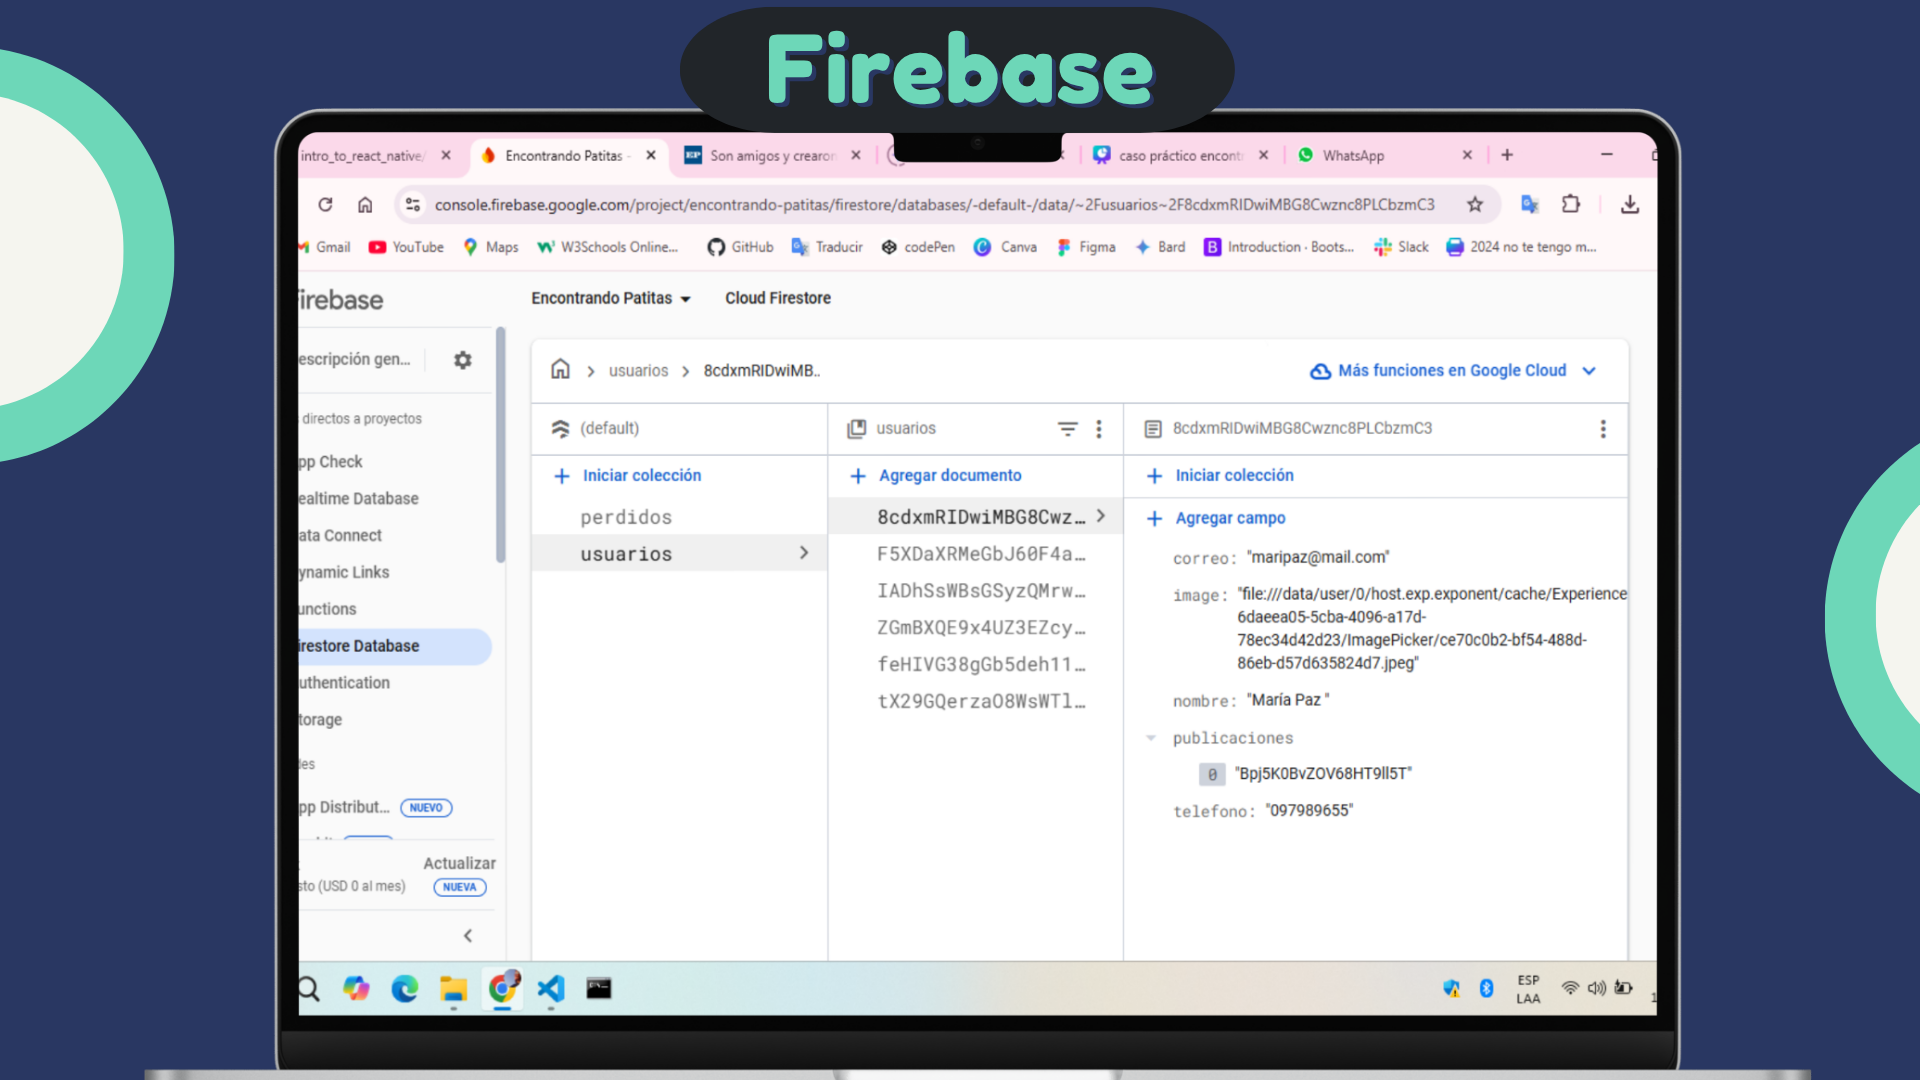 Firebase
intro_to_react_native/
Encontrando Patitas -
EP Son amigos y crearon
caso práctico encont
WhatsApp
console.firebase.google.com/project/encontrando-patitas/firestore/databases/-default-/data/~2Fusuarios~2F8cdxmRIDwiMBG8Cwznc8PLCbzmC3
Gmail YouTube Maps W3Schools Online... GitHub Traducir codePen Canva Figma Bard B Introduction · Boots... Slack 2024 no te tengo m...
irebase
Encontrando Patitas
Cloud Firestore
escripción gen...
directos a proyectos
pp Check
ealtime Database
ata Connect
ynamic Links
unctions
irestore Database
uthentication
torage
des
pp Distribut... NUEVO
Actualizar
sto (USD 0 al mes) NUEVA
usuarios
8cdxmRIDwiMB..
Más funciones en Google Cloud
(default)
Iniciar colección
perdidos
usuarios
usuarios
Agregar documento
8cdxmRIDwiMBG8Cwz...
F5XDaXRMeGbJ60F4a...
IADhSsWBsGSyzQMrw...
ZGmBXQE9x4UZ3EZcy...
feHIVG38gGb5deh11...
tX29GQerzaO8WsWTl...
8cdxmRIDwiMBG8Cwznc8PLCbzmC3
Iniciar colección
Agregar campo
correo: "maripaz@mail.com"
image: "file:///data/user/0/host.exp.exponent/cache/Experience
6daeea05-5cba-4096-a17d-
78ec34d42d23/ImagePicker/ce70c0b2-bf54-488d-
86eb-d57d635824d7.jpeg"
nombre: "María Paz "
publicaciones
0 "Bpj5K0BvZOV68HT9ll5T"
telefono: "097989655"
ESP
LAA